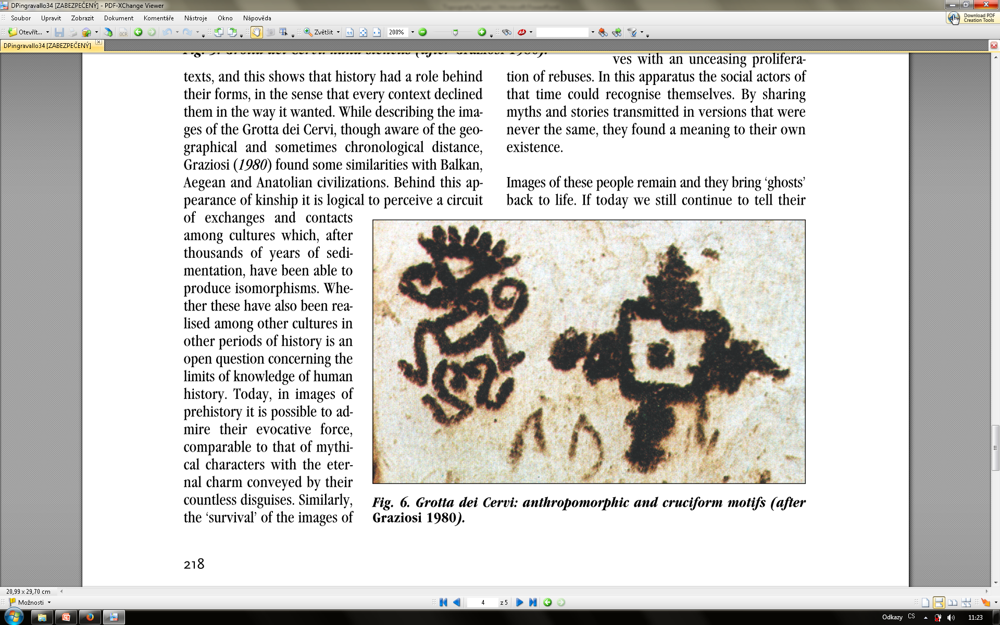 DPingravallo34 [ZABEZPEČENÝ] - PDF-XChange Viewer
Soubor Upravit Zobrazit Dokument Komentáře Nástroje Okno Nápověda
Download PDF
Creation Tools
Otevřít... OCR Zvětšit 200% Ask
DPingravallo34 [ZABEZPEČENÝ]
Fig. 5. Grotta dei Cervi: hand stencils (after Graziosi 1980).
texts, and this shows that history had a role behind
their forms, in the sense that every context declined
them in the way it wanted. While describing the ima-
ges of the Grotta dei Cervi, though aware of the geo-
graphical and sometimes chronological distance,
Graziosi (1980) found some similarities with Balkan,
Aegean and Anatolian civilizations. Behind this ap-
pearance of kinship it is logical to perceive a circuit
of exchanges and contacts
among cultures which, after
thousands of years of sedi-
mentation, have been able to
produce isomorphisms. Whe-
ther these have also been rea-
lised among other cultures in
other periods of history is an
open question concerning the
limits of knowledge of human
history. Today, in images of
prehistory it is possible to ad-
mire their evocative force,
comparable to that of mythi-
cal characters with the eter-
nal charm conveyed by their
countless disguises. Similarly,
the ‘survival’ of the images of
ves with an unceasing prolifera-
tion of rebuses. In this apparatus the social actors of
that time could recognise themselves. By sharing
myths and stories transmitted in versions that were
never the same, they found a meaning to their own
existence.
Images of these people remain and they bring ‘ghosts’
back to life. If today we still continue to tell their
Fig. 6. Grotta dei Cervi: anthropomorphic and cruciform motifs (after
Graziosi 1980).
218
20,99 x 29,70 cm
Možnosti 4 z 5
Odkazy CS 11:23